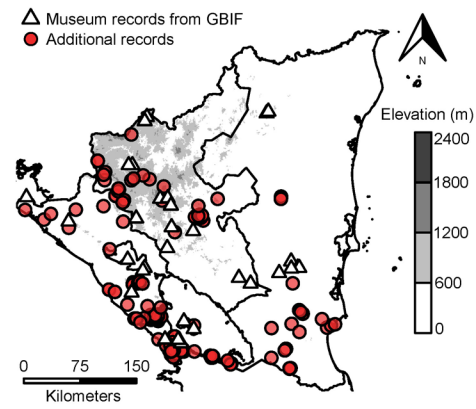 Museum records from GBIF
Additional records
N
Elevation (m)
2400
1800
1200
600
0
0 75 150
Kilometers